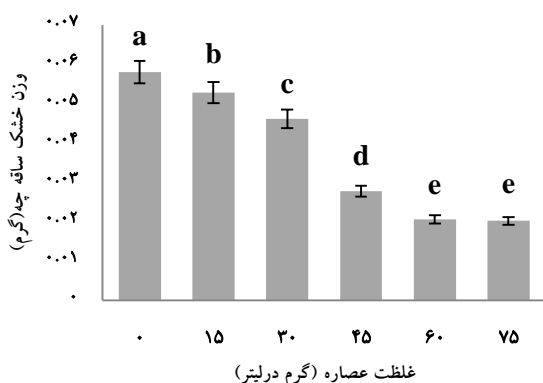 ۰.۰۷
۰.۰۶
۰.۰۵
۰.۰۴
۰.۰۳
۰.۰۲
۰.۰۱
۰
وزن خشک ساقه چه(گرم)
a b c d e e
۰ ۱۵ ۳۰ ۴۵ ۶۰ ۷۵
غلظت عصاره (گرم درلیتر)